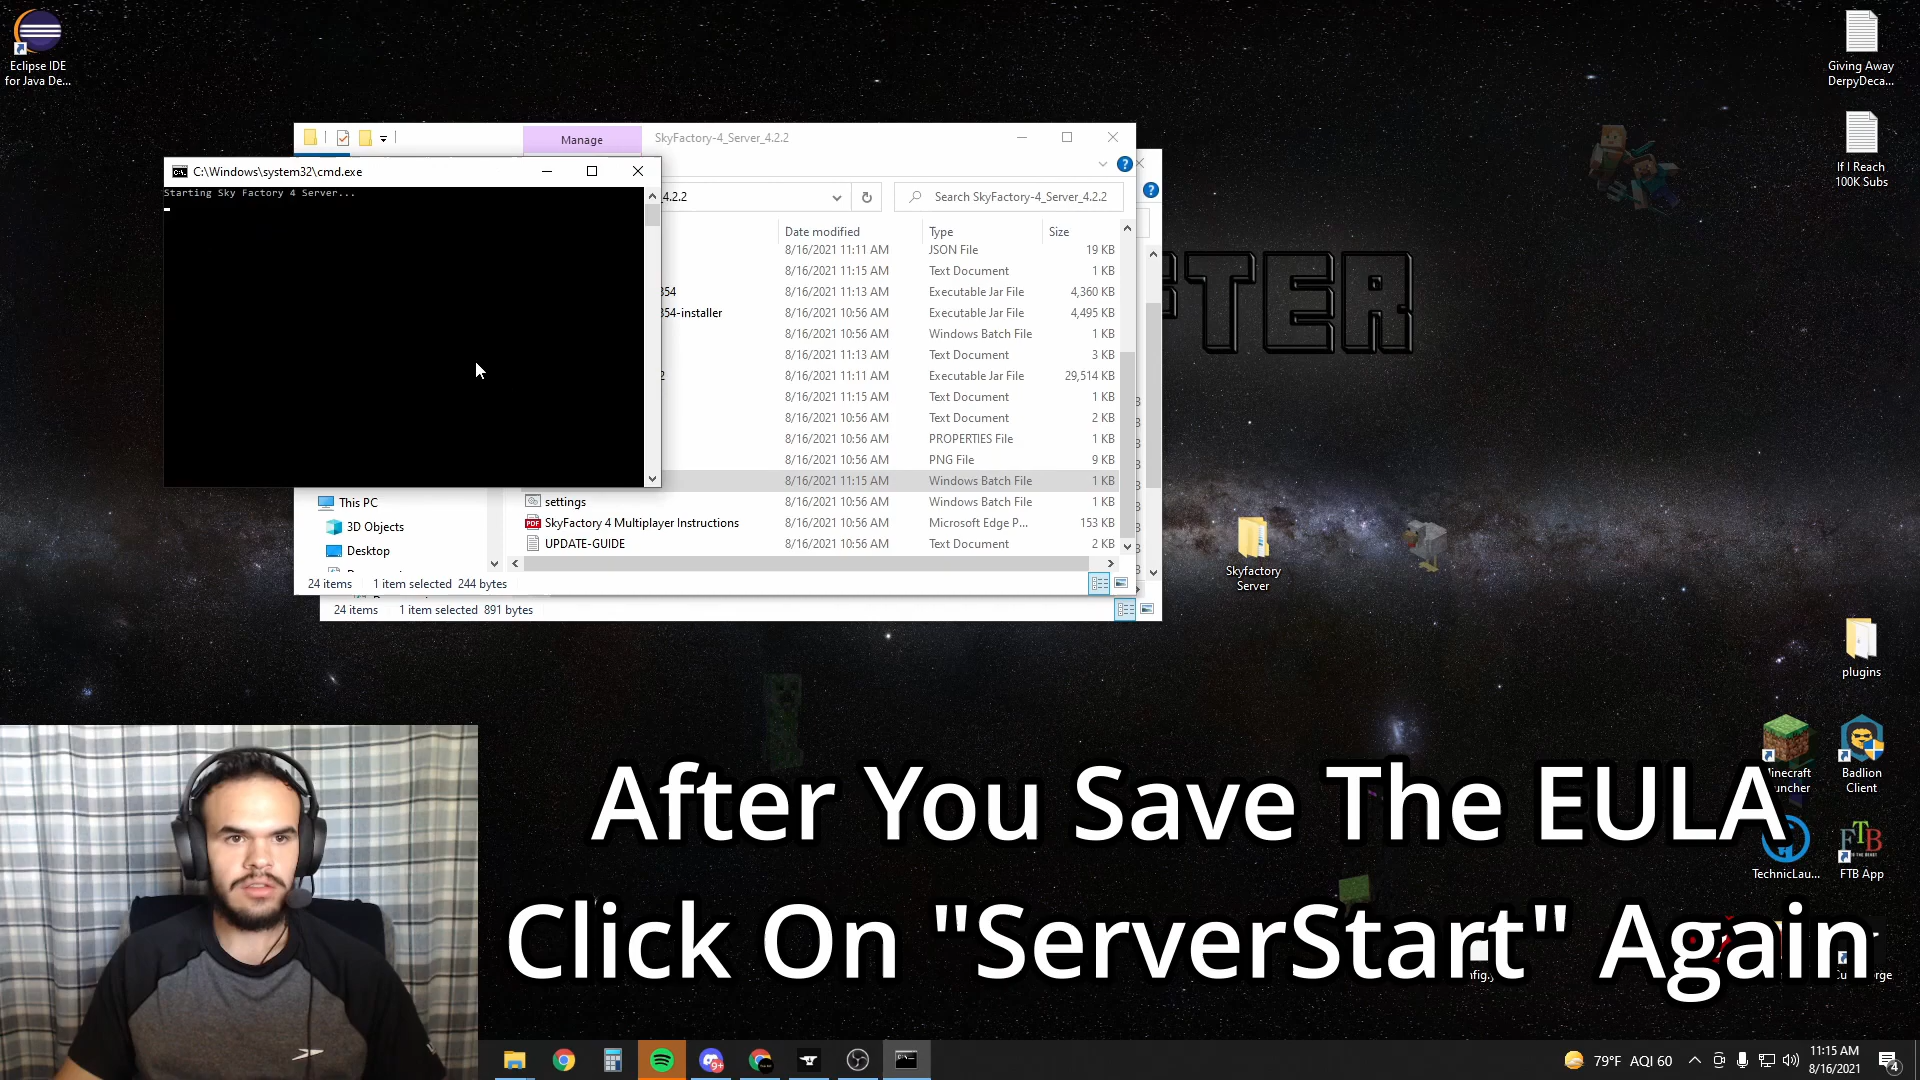 Eclipse IDE
for Java De...
Giving Away
DerpyDeca...
If I Reach
100K Subs
Manage
SkyFactory-4_Server_4.2.2
C:\Windows\system32\cmd.exe
Starting Sky Factory 4 Server...
_4.2.2
Search SkyFactory-4_Server_4.2.2
Date modified Type Size
8/16/2021 11:11 AM JSON File 19 KB
8/16/2021 11:15 AM Text Document 1 KB
354 8/16/2021 11:13 AM Executable Jar File 4,360 KB
354-installer 8/16/2021 10:56 AM Executable Jar File 4,495 KB
8/16/2021 10:56 AM Windows Batch File 1 KB
8/16/2021 11:13 AM Text Document 3 KB
2 8/16/2021 11:11 AM Executable Jar File 29,514 KB
8/16/2021 11:15 AM Text Document 1 KB
8/16/2021 10:56 AM Text Document 2 KB
8/16/2021 10:56 AM PROPERTIES File 1 KB
8/16/2021 10:56 AM PNG File 9 KB
8/16/2021 11:15 AM Windows Batch File 1 KB
settings 8/16/2021 10:56 AM Windows Batch File 1 KB
SkyFactory 4 Multiplayer Instructions 8/16/2021 10:56 AM Microsoft Edge P... 153 KB
UPDATE-GUIDE 8/16/2021 10:56 AM Text Document 2 KB
This PC
3D Objects
Desktop
24 items 1 item selected 244 bytes
24 items 1 item selected 891 bytes
STER
Skyfactory
Server
plugins
Minecraft
uncher
Badlion
Client
TechnicLau...
FTB
FTB App
After You Save The EULA
Click On "ServerStart" Again
79°F AQI 60
11:15 AM
8/16/2021
4